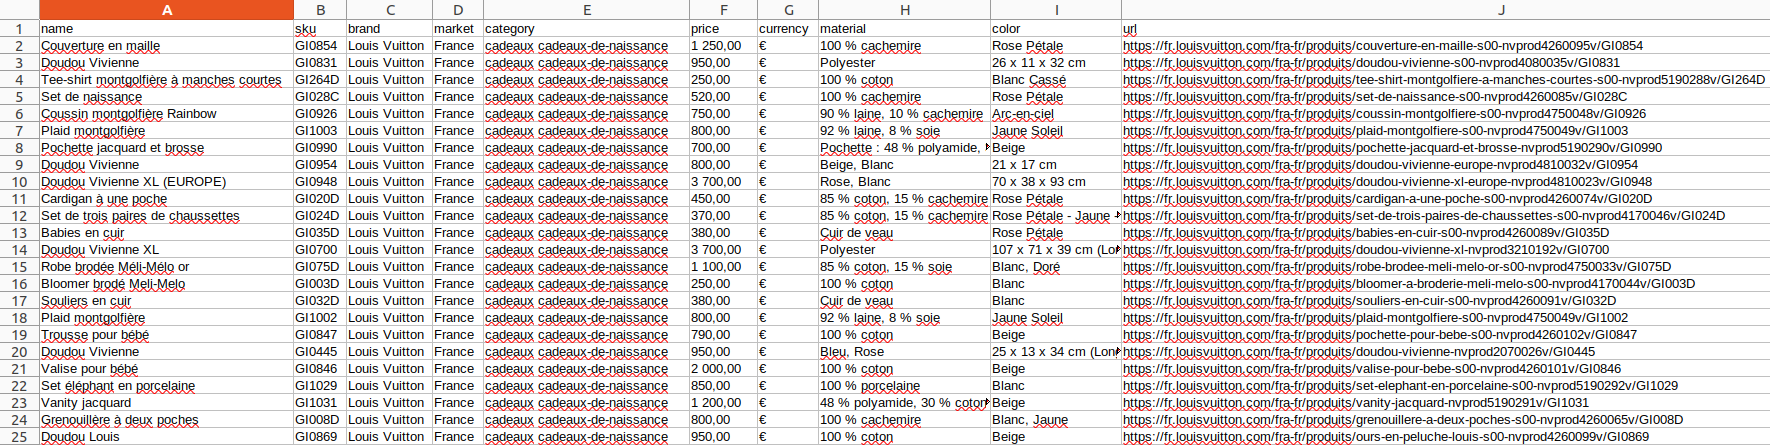 A B C D E F G H I J
1 name sku brand market category price currency material color url
2 Couverture en maille GI0854 Louis Vuitton France cadeaux cadeaux-de-naissance 1 250,00 € 100 % cachemire Rose Pétale https://fr.louisvuitton.com/fra-fr/produits/couverture-en-maille-s00-nvprod4260095v/GI0854
3 Doudou Vivienne GI0831 Louis Vuitton France cadeaux cadeaux-de-naissance 950,00 € Polyester 26 x 11 x 32 cm https://fr.louisvuitton.com/fra-fr/produits/doudou-vivienne-s00-nvprod4080035v/GI0831
4 Tee-shirt montgolfière à manches courtes GI264D Louis Vuitton France cadeaux cadeaux-de-naissance 250,00 € 100 % coton Blanc Cassé https://fr.louisvuitton.com/fra-fr/produits/tee-shirt-montgolfiere-a-manches-courtes-s00-nvprod5190288v/GI264D
5 Set de naissance GI028C Louis Vuitton France cadeaux cadeaux-de-naissance 520,00 € 100 % cachemire Rose Pétale https://fr.louisvuitton.com/fra-fr/produits/set-de-naissance-s00-nvprod4260085v/GI028C
6 Coussin montgolfière Rainbow GI0926 Louis Vuitton France cadeaux cadeaux-de-naissance 750,00 € 90 % laine, 10 % cachemire Arc-en-ciel https://fr.louisvuitton.com/fra-fr/produits/coussin-montgolfiere-s00-nvprod4750048v/GI0926
7 Plaid montgolfière GI1003 Louis Vuitton France cadeaux cadeaux-de-naissance 800,00 € 92 % laine, 8 % soie Jaune Soleil https://fr.louisvuitton.com/fra-fr/produits/plaid-montgolfiere-s00-nvprod4750049v/GI1003
8 Pochette jacquard et brosse GI0990 Louis Vuitton France cadeaux cadeaux-de-naissance 700,00 € Pochette : 48 % polyamide, Beige https://fr.louisvuitton.com/fra-fr/produits/pochette-jacquard-et-brosse-nvprod5190290v/GI0990
9 Doudou Vivienne GI0954 Louis Vuitton France cadeaux cadeaux-de-naissance 800,00 € Beige, Blanc 21 x 17 cm https://fr.louisvuitton.com/fra-fr/produits/doudou-vivienne-europe-nvprod4810032v/GI0954
10 Doudou Vivienne XL (EUROPE) GI0948 Louis Vuitton France cadeaux cadeaux-de-naissance 3 700,00 € Rose, Blanc 70 x 38 x 93 cm https://fr.louisvuitton.com/fra-fr/produits/doudou-vivienne-xl-europe-nvprod4810023v/GI0948
11 Cardigan à une poche GI020D Louis Vuitton France cadeaux cadeaux-de-naissance 450,00 € 85 % coton, 15 % cachemire Rose Pétale https://fr.louisvuitton.com/fra-fr/produits/cardigan-a-une-poche-s00-nvprod4260074v/GI020D
12 Set de trois paires de chaussettes GI024D Louis Vuitton France cadeaux cadeaux-de-naissance 370,00 € 85 % coton, 15 % cachemire Rose Pétale - Jaune https://fr.louisvuitton.com/fra-fr/produits/set-de-trois-paires-de-chaussettes-s00-nvprod4170046v/GI024D
13 Babies en cuir GI035D Louis Vuitton France cadeaux cadeaux-de-naissance 380,00 € Cuir de veau Rose Pétale https://fr.louisvuitton.com/fra-fr/produits/babies-en-cuir-s00-nvprod4260089v/GI035D
14 Doudou Vivienne XL GI0700 Louis Vuitton France cadeaux cadeaux-de-naissance 3 700,00 € Polyester 107 x 71 x 39 cm (Lo https://fr.louisvuitton.com/fra-fr/produits/doudou-vivienne-xl-nvprod3210192v/GI0700
15 Robe brodée Méli-Mélo or GI075D Louis Vuitton France cadeaux cadeaux-de-naissance 1 100,00 € 85 % coton, 15 % soie Blanc, Doré https://fr.louisvuitton.com/fra-fr/produits/robe-brodee-meli-melo-or-s00-nvprod4750033v/GI075D
16 Bloomer brodé Meli-Melo GI003D Louis Vuitton France cadeaux cadeaux-de-naissance 250,00 € 100 % coton Blanc https://fr.louisvuitton.com/fra-fr/produits/bloomer-a-broderie-meli-melo-s00-nvprod4170044v/GI003D
17 Souliers en cuir GI032D Louis Vuitton France cadeaux cadeaux-de-naissance 380,00 € Cuir de veau Blanc https://fr.louisvuitton.com/fra-fr/produits/souliers-en-cuir-s00-nvprod4260091v/GI032D
18 Plaid montgolfière GI1002 Louis Vuitton France cadeaux cadeaux-de-naissance 800,00 € 92 % laine, 8 % soie Jaune Soleil https://fr.louisvuitton.com/fra-fr/produits/plaid-montgolfiere-s00-nvprod4750049v/GI1002
19 Trousse pour bébé GI0847 Louis Vuitton France cadeaux cadeaux-de-naissance 790,00 € 100 % coton Beige https://fr.louisvuitton.com/fra-fr/produits/pochette-pour-bebe-s00-nvprod4260102v/GI0847
20 Doudou Vivienne GI0445 Louis Vuitton France cadeaux cadeaux-de-naissance 950,00 € Bleu, Rose 25 x 13 x 34 cm (Lon https://fr.louisvuitton.com/fra-fr/produits/doudou-vivienne-nvprod2070026v/GI0445
21 Valise pour bébé GI0846 Louis Vuitton France cadeaux cadeaux-de-naissance 2 000,00 € 100 % coton Beige https://fr.louisvuitton.com/fra-fr/produits/valise-pour-bebe-s00-nvprod4260101v/GI0846
22 Set éléphant en porcelaine GI1029 Louis Vuitton France cadeaux cadeaux-de-naissance 850,00 € 100 % porcelaine Blanc https://fr.louisvuitton.com/fra-fr/produits/set-elephant-en-porcelaine-s00-nvprod5190292v/GI1029
23 Vanity jacquard GI1031 Louis Vuitton France cadeaux cadeaux-de-naissance 1 200,00 € 48 % polyamide, 30 % coton Beige https://fr.louisvuitton.com/fra-fr/produits/vanity-jacquard-nvprod5190291v/GI1031
24 Grenouillère à deux poches GI008D Louis Vuitton France cadeaux cadeaux-de-naissance 800,00 € 100 % cachemire Blanc, Jaune https://fr.louisvuitton.com/fra-fr/produits/grenouillere-a-deux-poches-s00-nvprod4260065v/GI008D
25 Doudou Louis GI0869 Louis Vuitton France cadeaux cadeaux-de-naissance 950,00 € 100 % coton Beige https://fr.louisvuitton.com/fra-fr/produits/ours-en-peluche-louis-s00-nvprod4260099v/GI0869